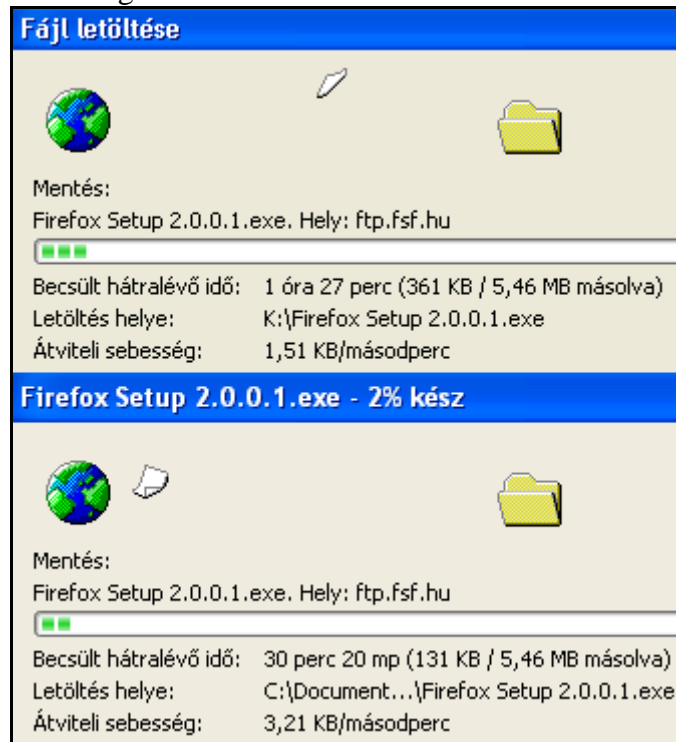 Fájl letöltése
Mentés:
Firefox Setup 2.0.0.1.exe. Hely: ftp.fsf.hu
Becsült hátralévő idő: 1 óra 27 perc (361 KB / 5,46 MB másolva)
Letöltés helye: K:\Firefox Setup 2.0.0.1.exe
Átviteli sebesség: 1,51 KB/másodperc
Firefox Setup 2.0.0.1.exe - 2% kész
Mentés:
Firefox Setup 2.0.0.1.exe. Hely: ftp.fsf.hu
Becsült hátralévő idő: 30 perc 20 mp (131 KB / 5,46 MB másolva)
Letöltés helye: C:\Document...\Firefox Setup 2.0.0.1.exe
Átviteli sebesség: 3,21 KB/másodperc